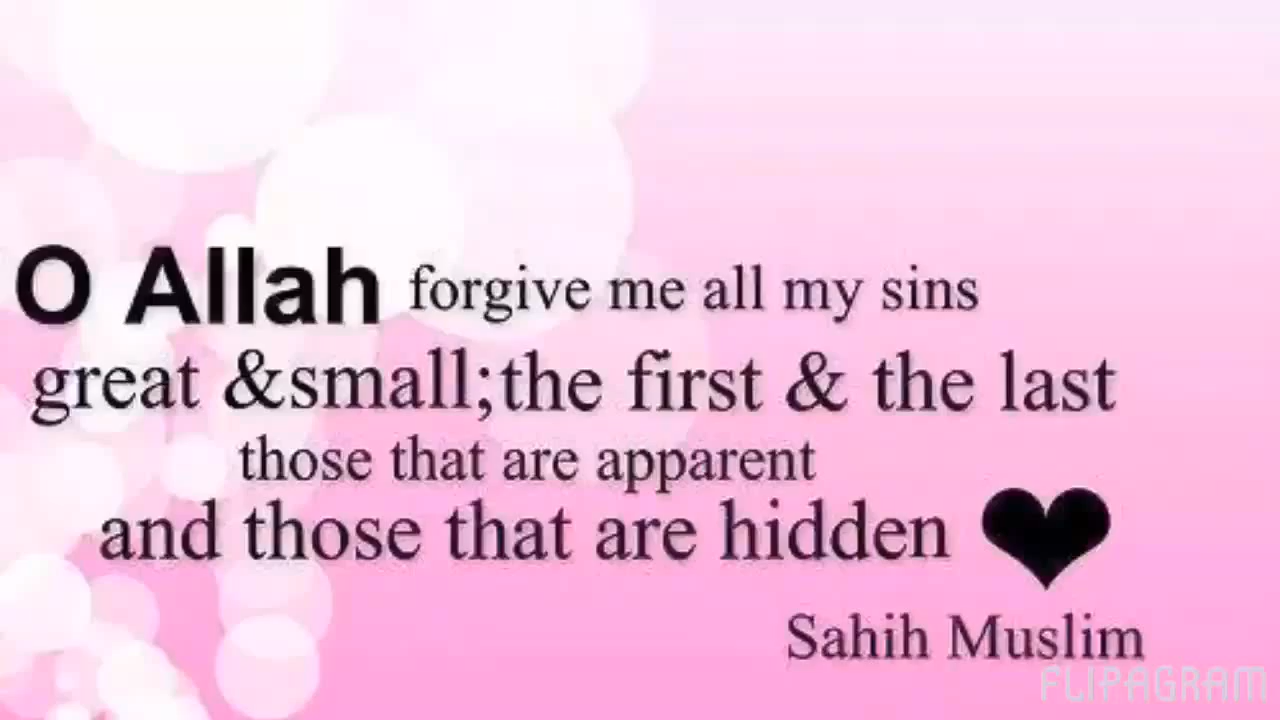 O Allah forgive me all my sins
great &small;the first & the last
those that are apparent
and those that are hidden
Sahih Muslim
FLIPAGRAM